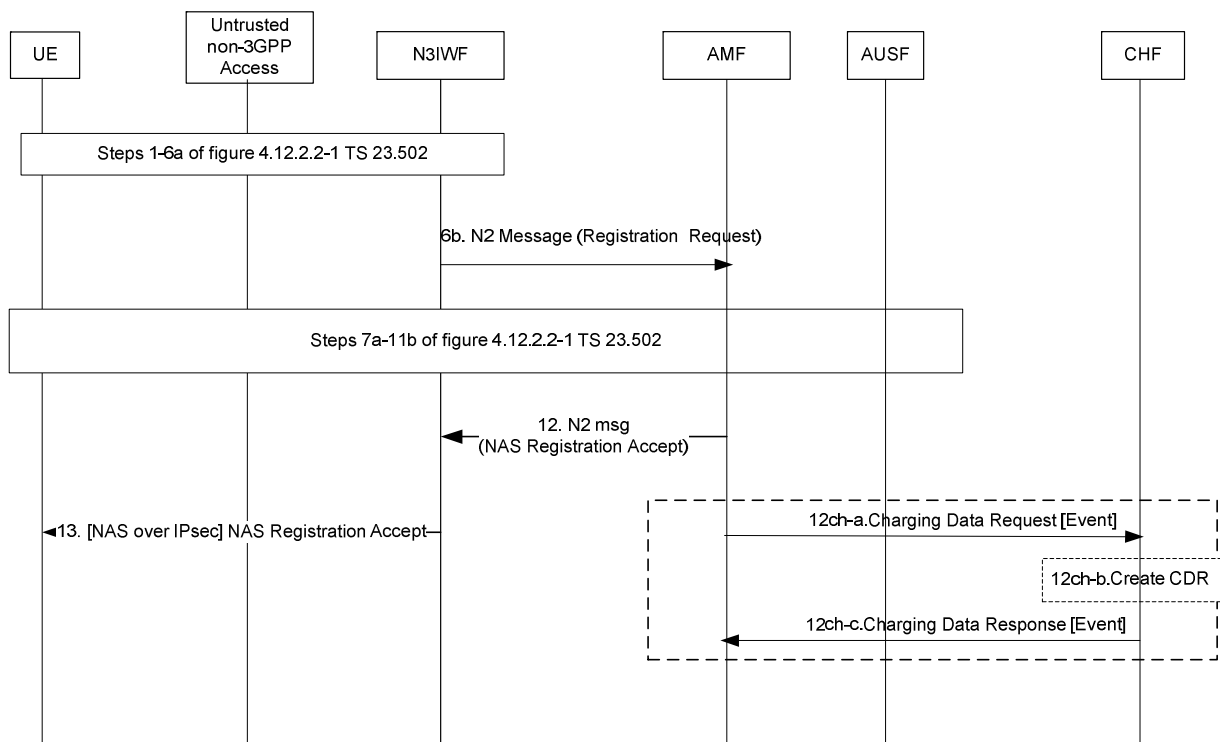 UE
Untrusted
non-3GPP
Access
N3IWF
AMF
AUSF
CHF
Steps 1-6a of figure 4.12.2.2-1 TS 23.502
6b. N2 Message (Registration Request)
Steps 7a-11b of figure 4.12.2.2-1 TS 23.502
12. N2 msg
(NAS Registration Accept)
12ch-a.Charging Data Request [Event]
13. [NAS over IPsec] NAS Registration Accept
12ch-b.Create CDR
12ch-c.Charging Data Response [Event]